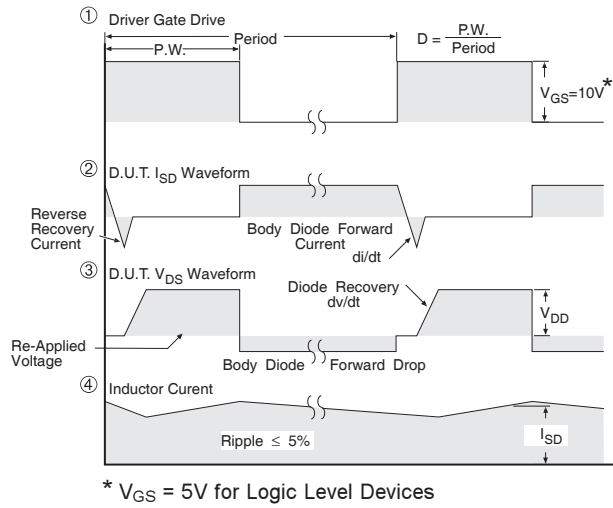 ① Driver Gate Drive
P.W.
Period
D = P.W. / Period
V_GS=10V*
② D.U.T. I_SD Waveform
Reverse
Recovery
Current
Body Diode Forward
Current
di/dt
③ D.U.T. V_DS Waveform
Diode Recovery
dv/dt
V_DD
Re-Applied
Voltage
Body Diode Forward Drop
④ Inductor Curent
Ripple ≤ 5%
I_SD
* V_GS = 5V for Logic Level Devices